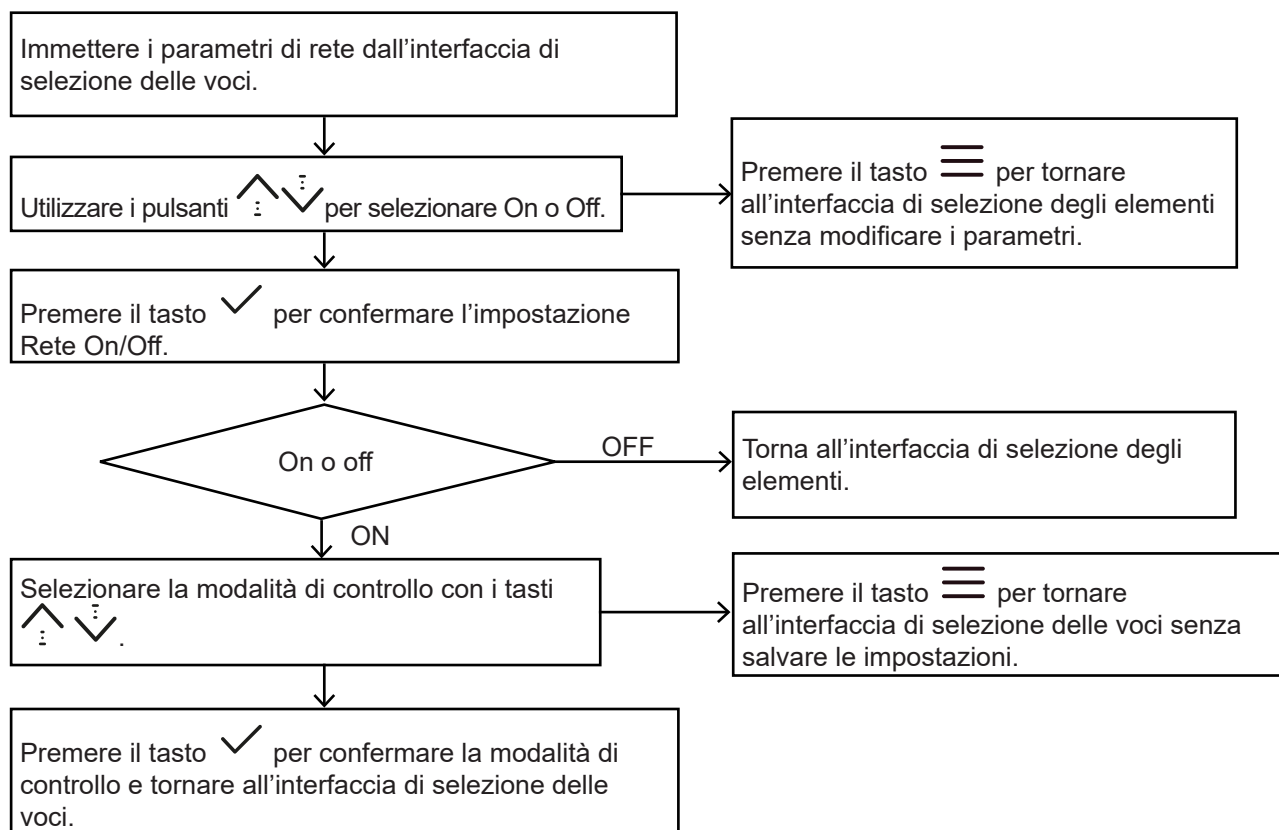 Immettere i parametri di rete dall’interfaccia di
selezione delle voci.
Utilizzare i pulsanti per selezionare On o Off.
Premere il tasto per tornare
all’interfaccia di selezione degli elementi
senza modificare i parametri.
Premere il tasto per confermare l’impostazione
Rete On/Off.
On o off
OFF
Torna all’interfaccia di selezione degli
elementi.
ON
Selezionare la modalità di controllo con i tasti
.
Premere il tasto per tornare
all’interfaccia di selezione delle voci senza
salvare le impostazioni.
Premere il tasto per confermare la modalità di
controllo e tornare all’interfaccia di selezione delle
voci.